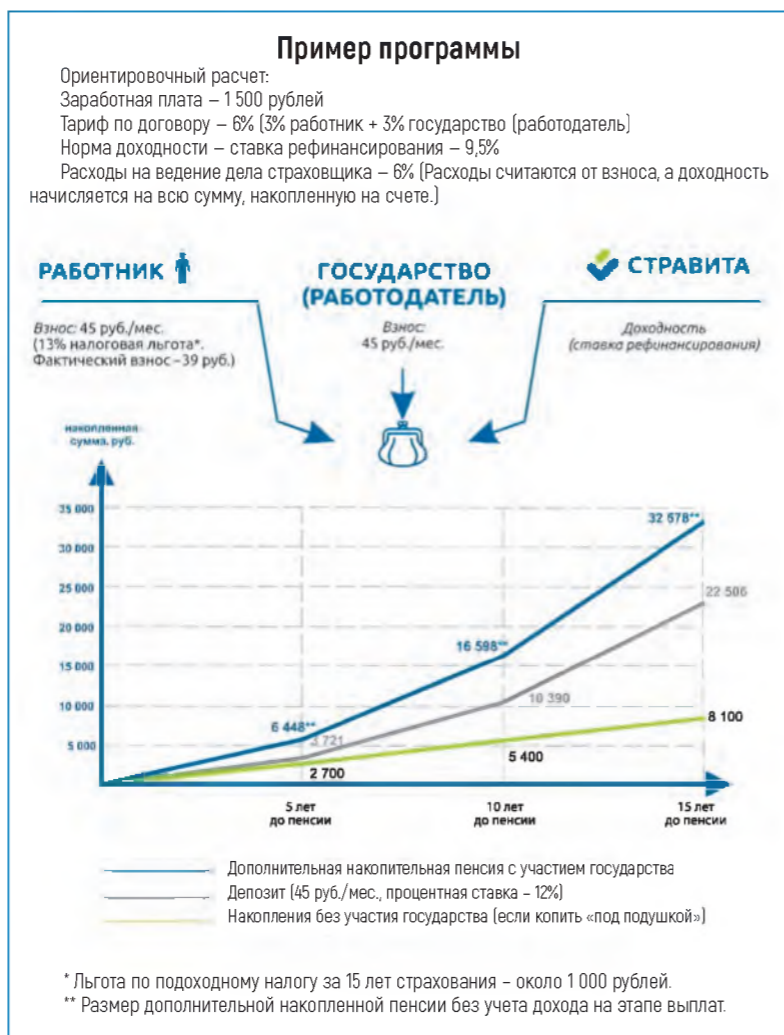 Пример программы
Ориентировочный расчет:
Заработная плата – 1 500 рублей
Тариф по договору – 6% (3% работник + 3% государство (работодатель)
Норма доходности – ставка рефинансирования – 9,5%
Расходы на ведение дела страховщика – 6% (Расходы считаются от взноса, а доходность
начисляется на всю сумму, накопленную на счете.)
РАБОТНИК
ГОСУДАРСТВО
(РАБОТОДАТЕЛЬ)
СТРАВИТА
Взнос: 45 руб./мес.
(13% налоговая льгота*.
Фактический взнос –39 руб.)
Взнос:
45 руб./мес.
Доходность
(ставка рефинансирования)
накопленная
сумма, руб.
35 000
30 000
25 000
20 000
15 000
10 000
5 000
32 678**
22 506
16 598**
10 390
8 100
6 448**
3 721
5 400
2 700
5 лет
до пенсии
10 лет
до пенсии
15 лет
до пенсии
Дополнительная накопительная пенсия с участием государства
Депозит (45 руб./мес., процентная ставка – 12%)
Накопления без участия государства (если копить «под подушкой»)
* Льгота по подоходному налогу за 15 лет страхования – около 1 000 рублей.
** Размер дополнительной накопленной пенсии без учета дохода на этапе выплат.